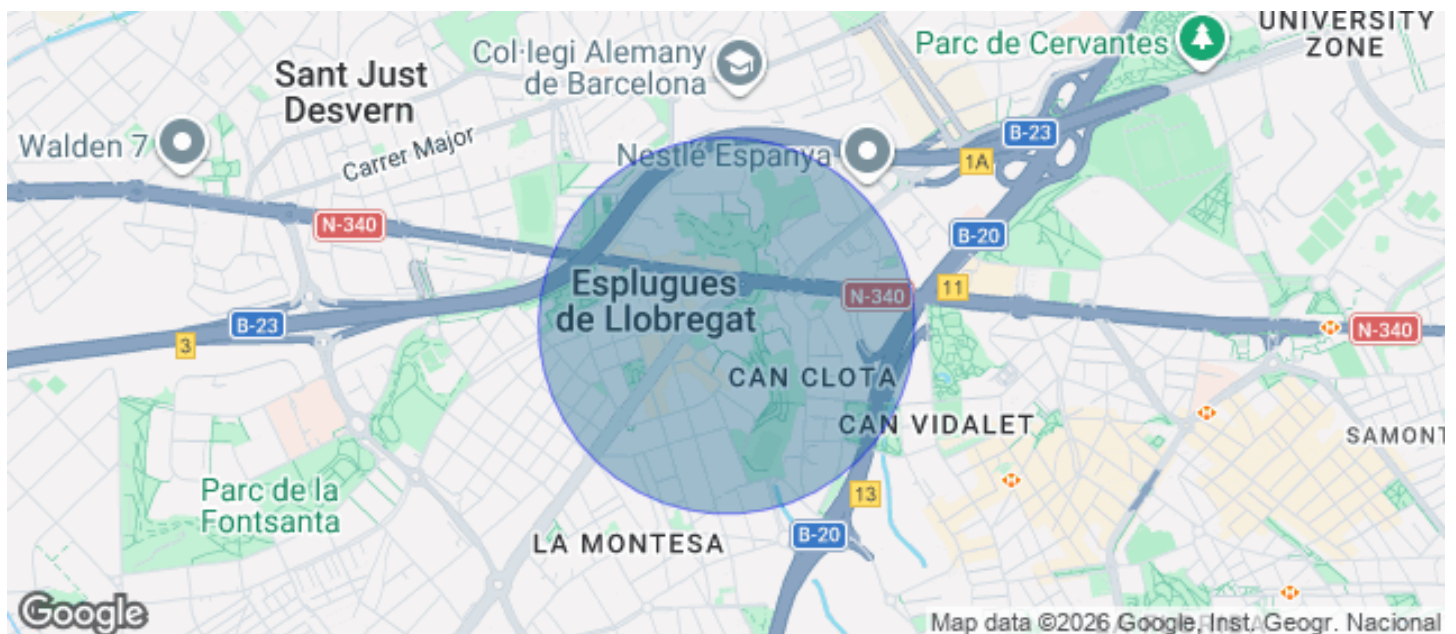 UNIVERSITY
ZONE
Parc de Cervantes
Col·legi Alemany
de Barcelona
Sant Just
Desvern
Walden 7
Carrer Major
Nestlé Espanya
B-23
1A
N-340
B-20
Esplugues
de Llobregat
N-340
11
B-23
3
N-340
CAN CLOTA
CAN VIDALET
SAMONT
Parc de la
Fontsanta
13
LA MONTESA
B-20
Google
Map data ©2026 Google, Inst. Geogr. Nacional